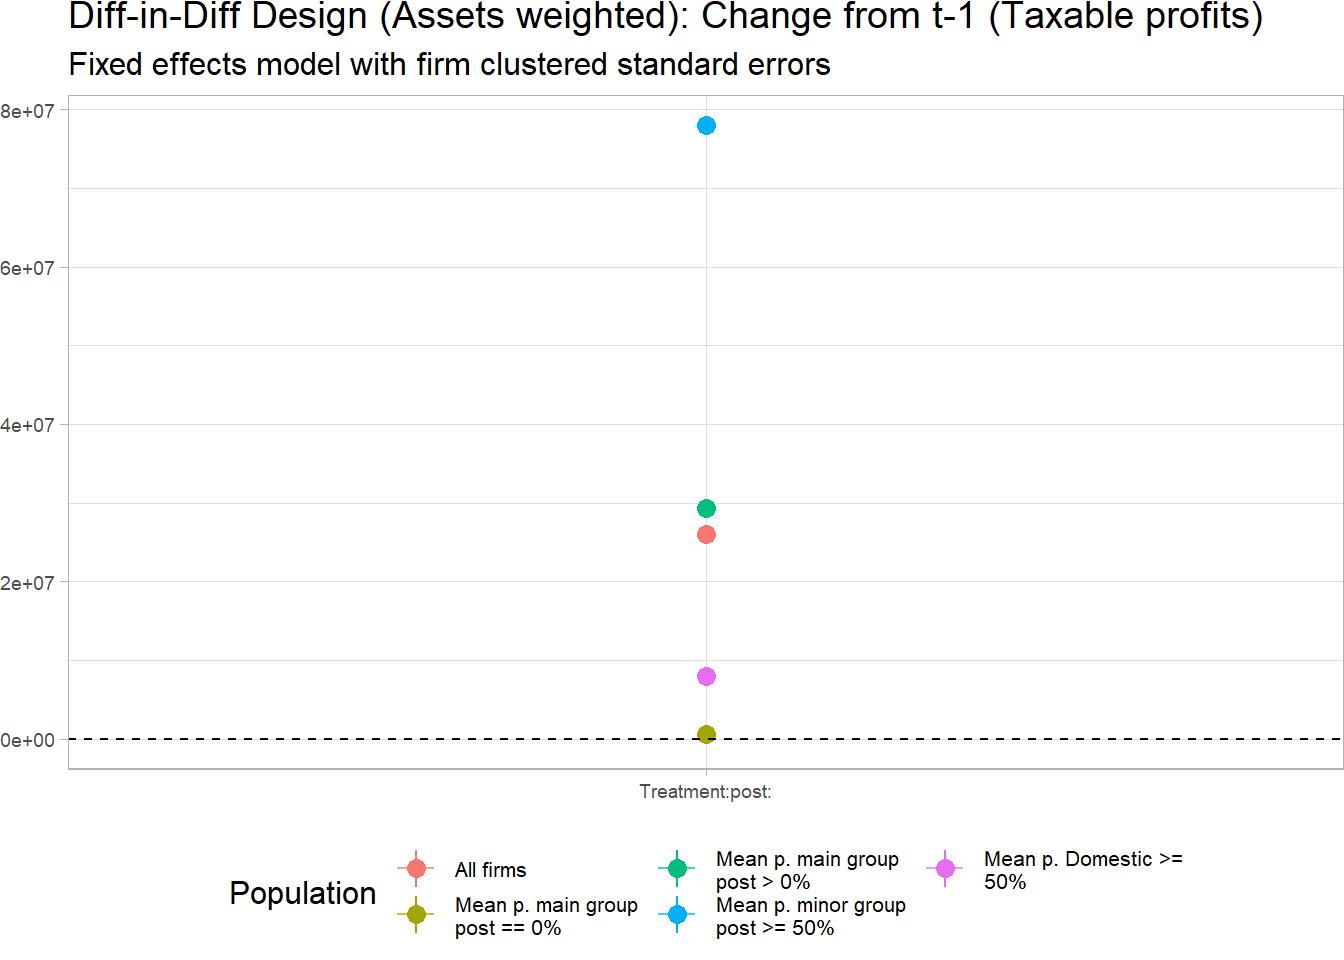 Diff-in-Diff Design (Assets weighted): Change from t-1 (Taxable profits)
Fixed effects model with firm clustered standard errors
8e+07
6e+07
4e+07
2e+07
0e+00
Treatment:post:
Population
All firms
Mean p. main group
post == 0%
Mean p. main group
post > 0%
Mean p. minor group
post >= 50%
Mean p. Domestic >=
50%